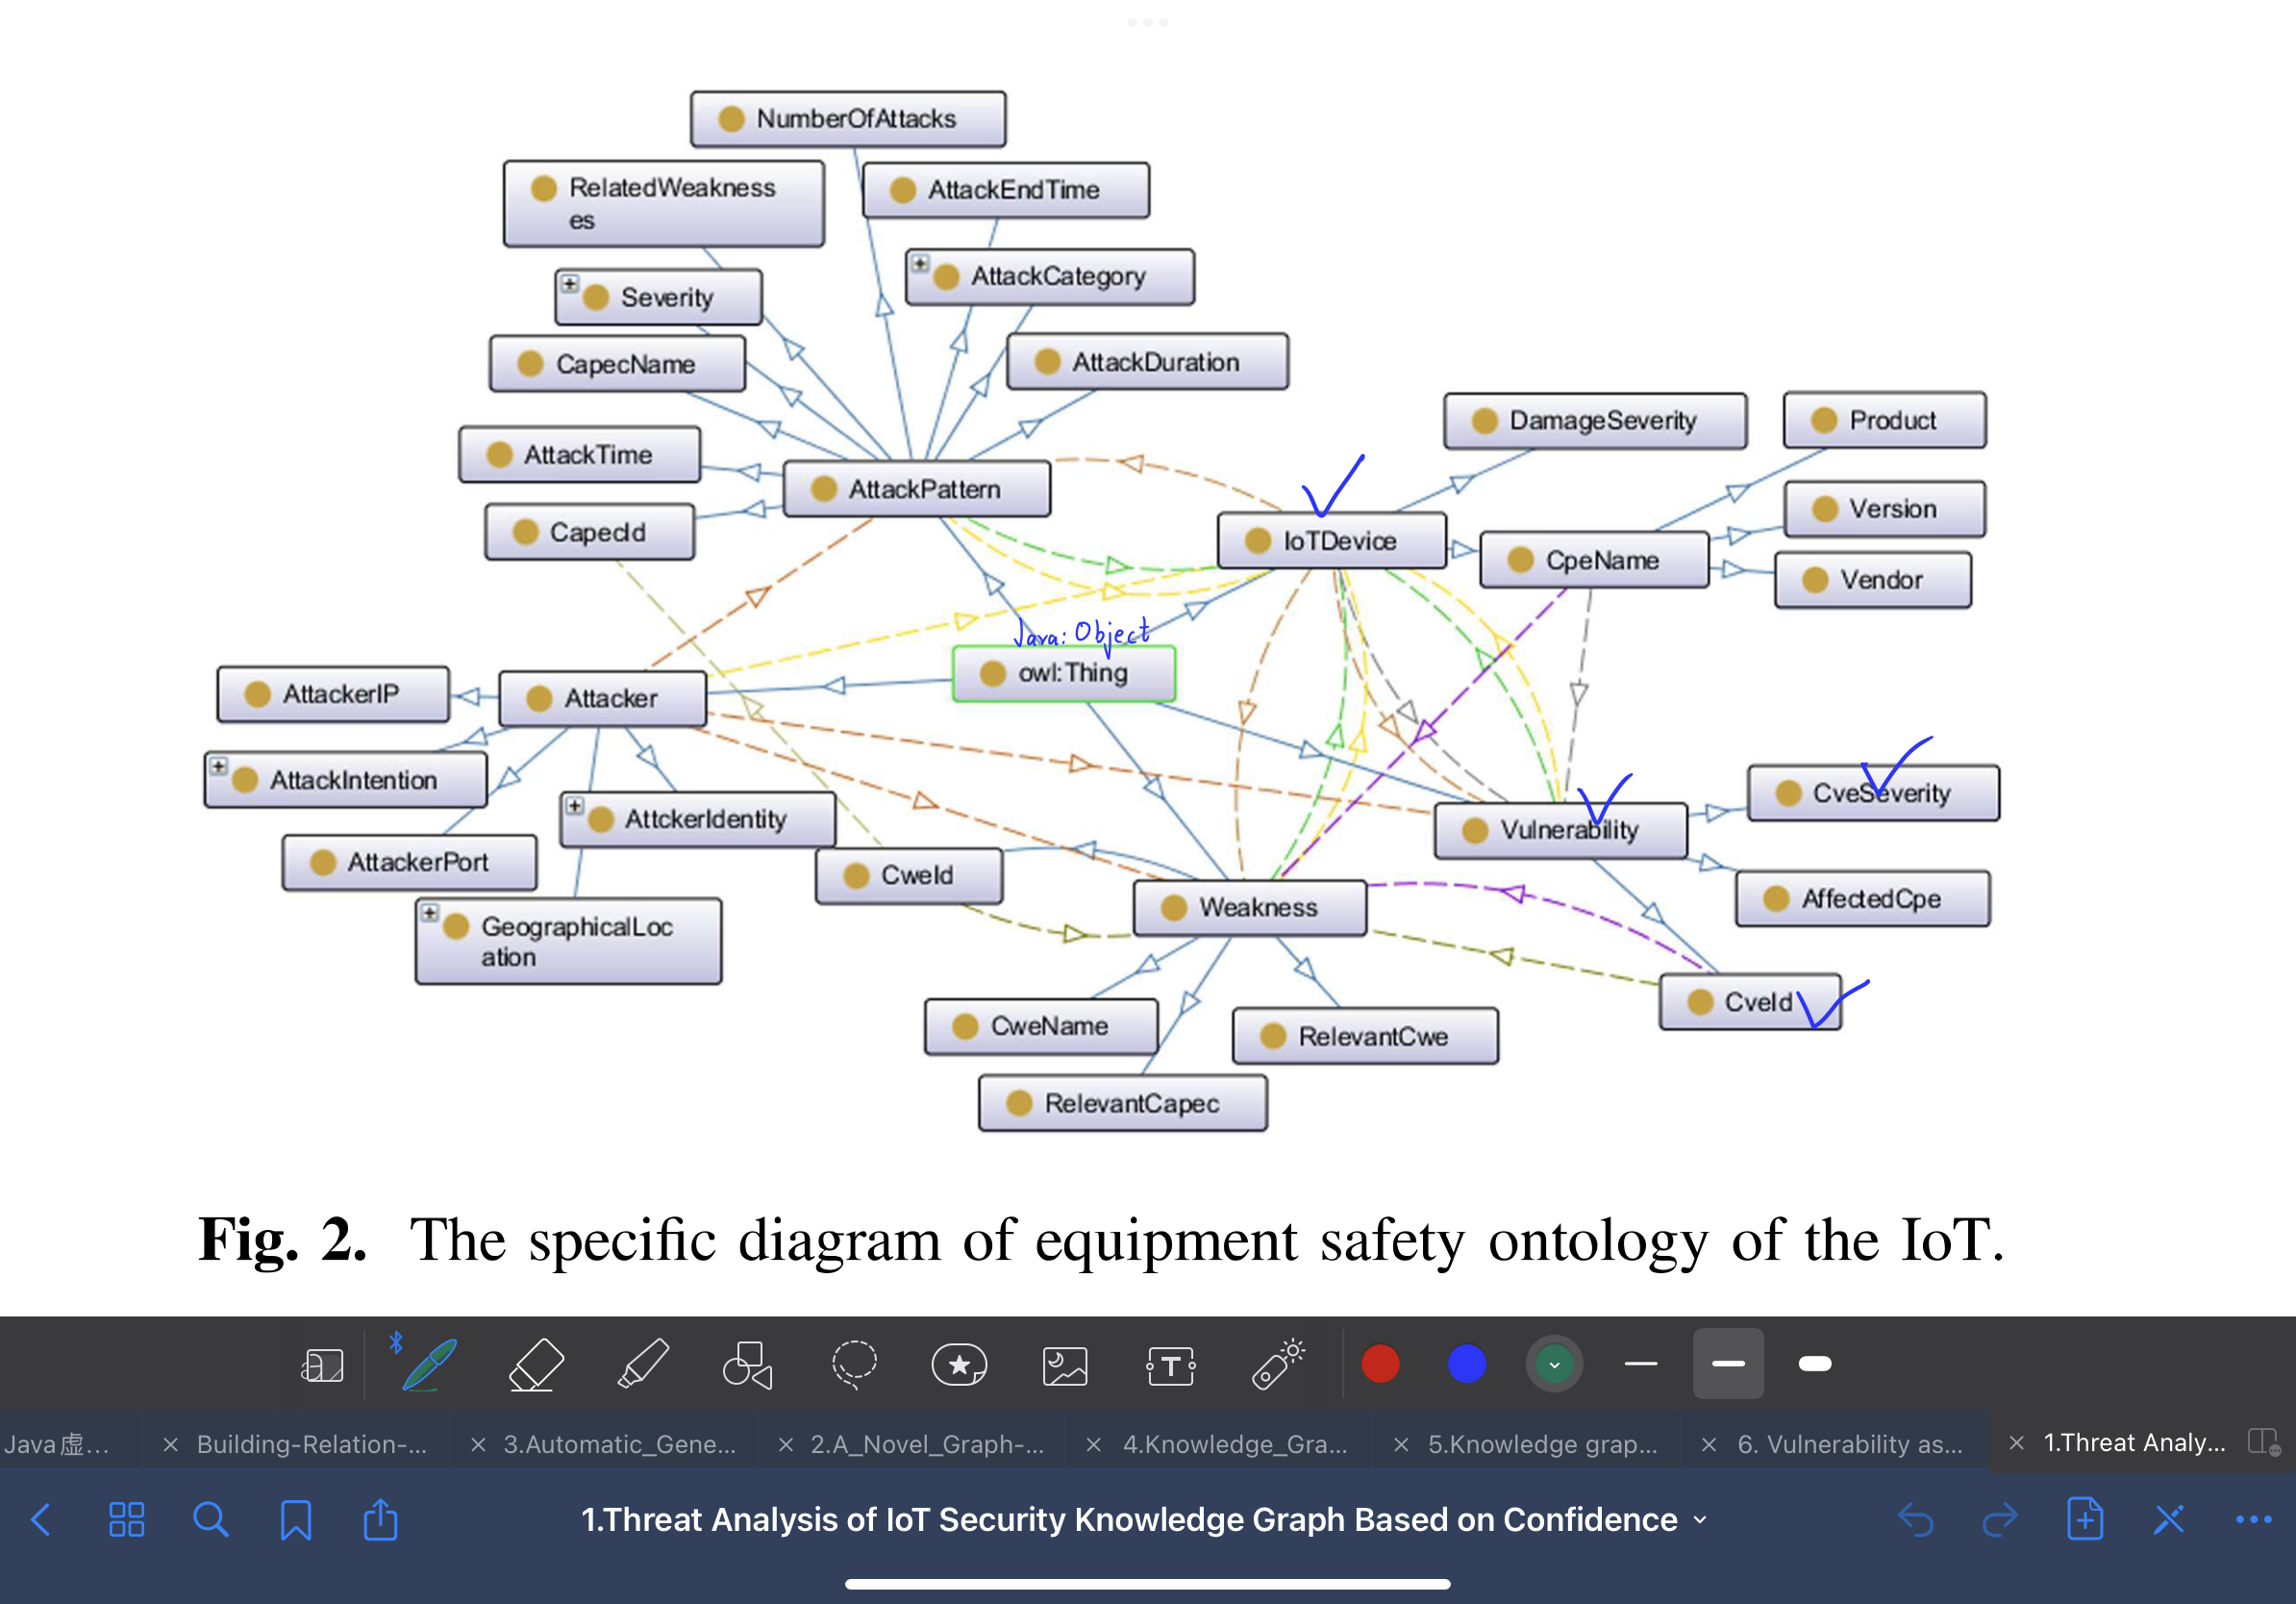 NumberOfAttacks
RelatedWeakness
es
AttackEndTime
Severity
AttackCategory
CapecName
AttackDuration
AttackTime
AttackPattern
CapecId
DamageSeverity
Product
IoTDevice
CpeName
Version
Vendor
Java: Object
owl:Thing
AttackerIP
Attacker
AttackIntention
AttckerIdentity
AttackerPort
GeographicalLoc
ation
CweId
Weakness
Vulnerability
CveSeverity
AffectedCpe
CveId
CweName
RelevantCwe
RelevantCapec
Fig. 2. The specific diagram of equipment safety ontology of the IoT.
a
T
Java虚...
Building-Relation-...
3.Automatic_Gene...
2.A_Novel_Graph-...
4.Knowledge_Gra...
5.Knowledge grap...
6. Vulnerability as...
1.Threat Analy...
1.Threat Analysis of IoT Security Knowledge Graph Based on Confidence